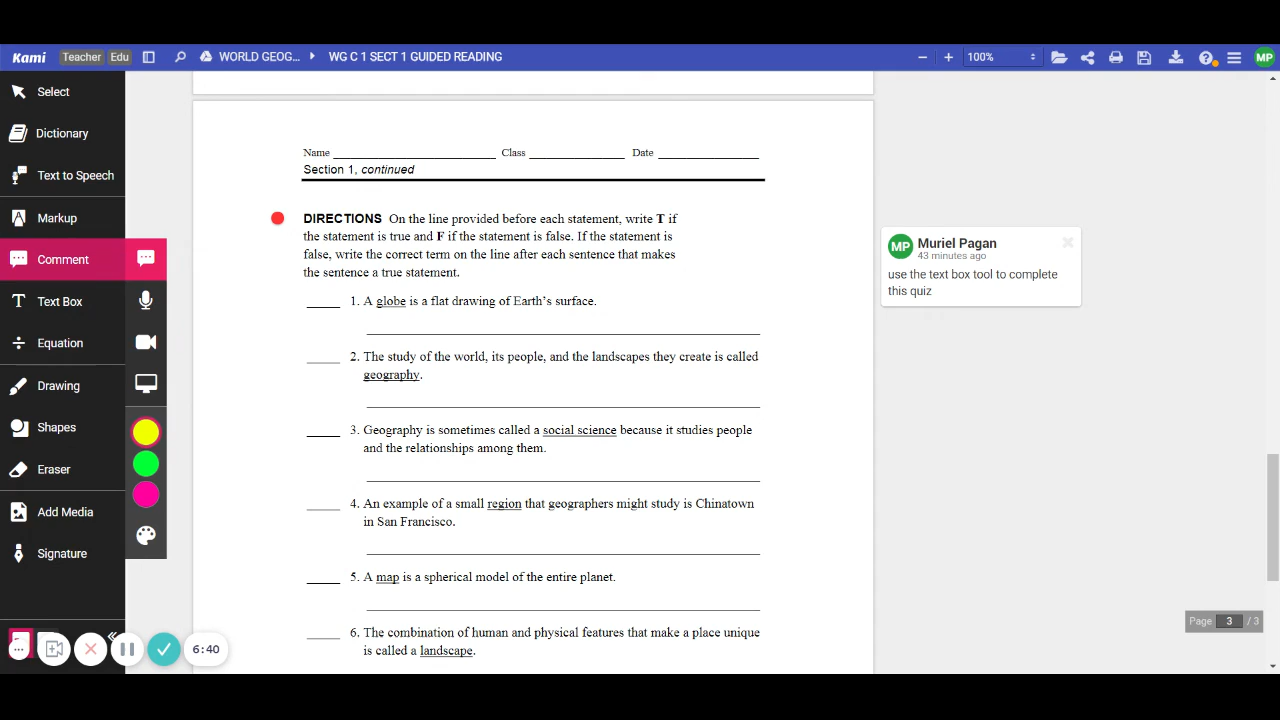 Kami Teacher Edu WORLD GEOG... WG C 1 SECT 1 GUIDED READING 100% MP
Select
Dictionary
Text to Speech
Markup
Comment
Text Box
Equation
Drawing
Shapes
Eraser
Add Media
Signature
6:40
Name Class Date
Section 1, continued
DIRECTIONS On the line provided before each statement, write T if
the statement is true and F if the statement is false. If the statement is
false, write the correct term on the line after each sentence that makes
the sentence a true statement.
1. A globe is a flat drawing of Earth's surface.
2. The study of the world, its people, and the landscapes they create is called
geography.
3. Geography is sometimes called a social science because it studies people
and the relationships among them.
4. An example of a small region that geographers might study is Chinatown
in San Francisco.
5. A map is a spherical model of the entire planet.
6. The combination of human and physical features that make a place unique
is called a landscape.
MP Muriel Pagan
43 minutes ago
use the text box tool to complete
this quiz
Page 3 / 3